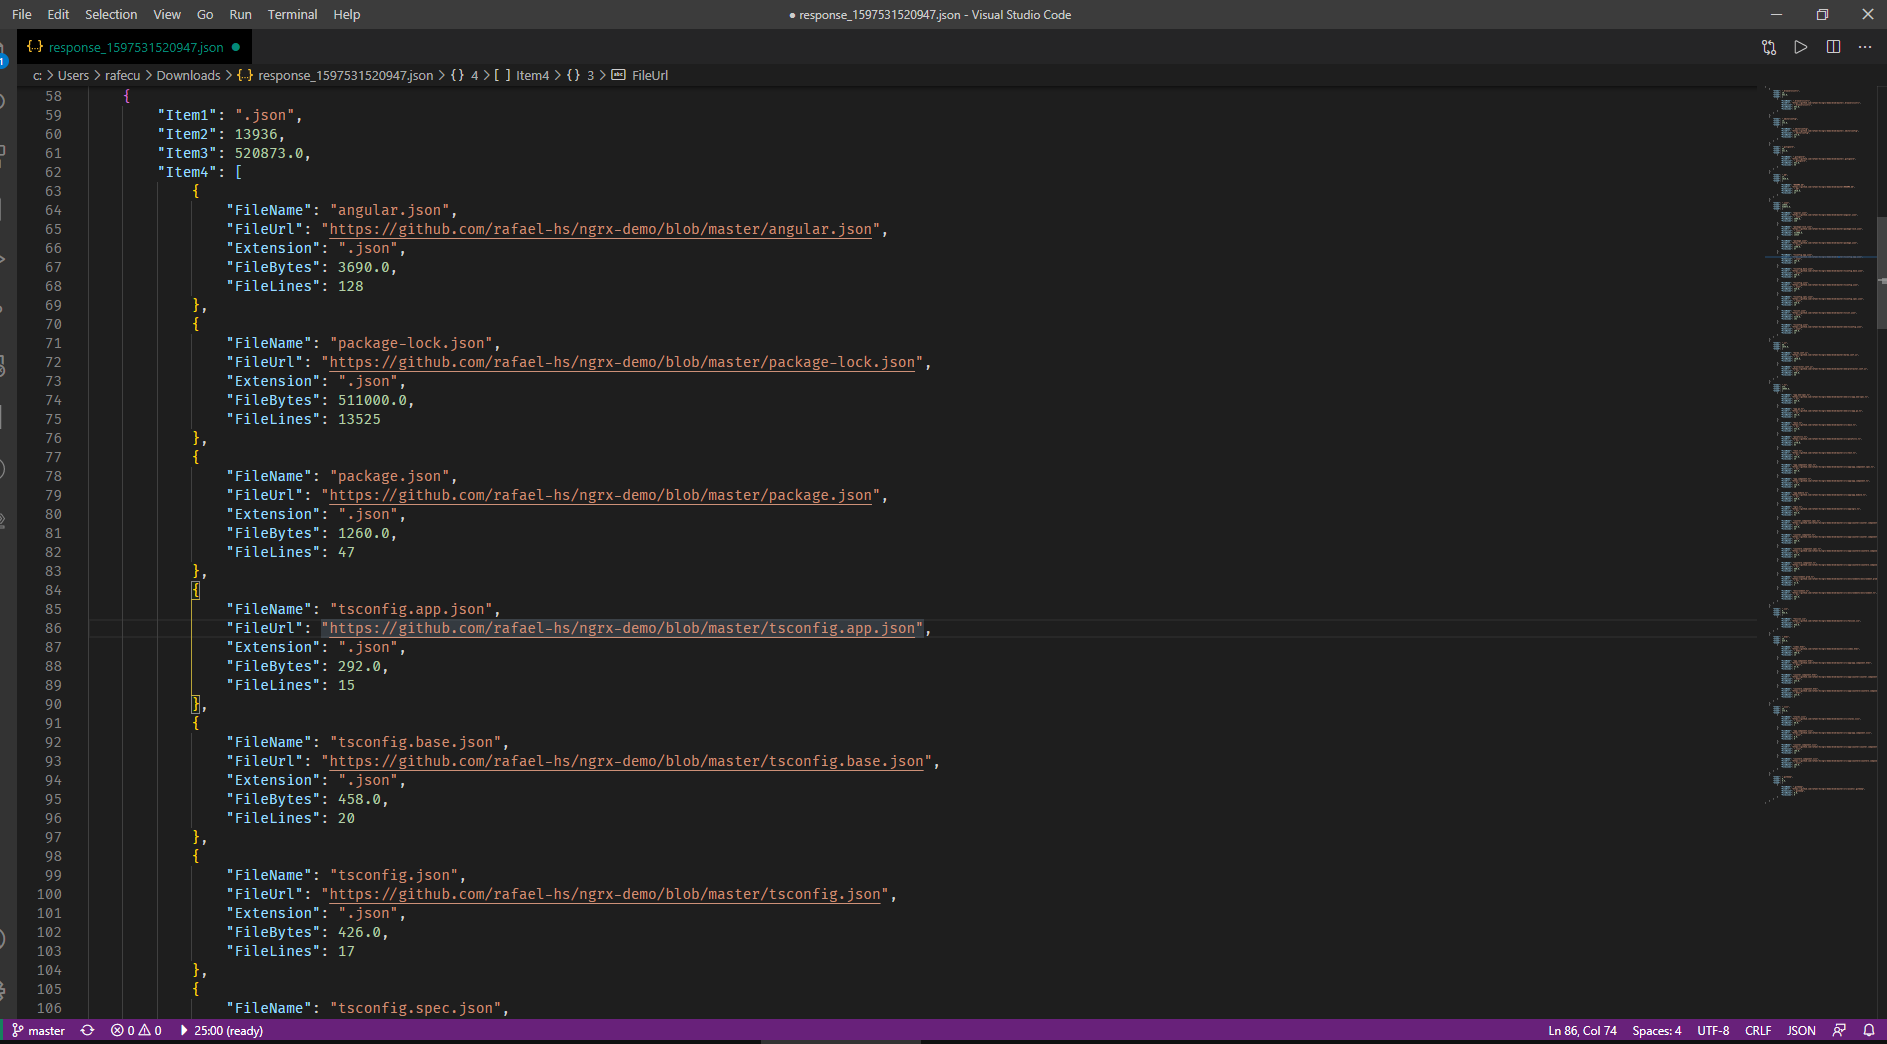 File Edit Selection View Go Run Terminal Help ● response_1597531520947.json - Visual Studio Code
{..} response_1597531520947.json ●
c: > Users > rafecu > Downloads > {..} response_1597531520947.json > {} 4 > [ ] Item4 > {} 3 > FileUrl
58 {
59 "Item1": ".json",
60 "Item2": 13936,
61 "Item3": 520873.0,
62 "Item4": [
63 {
64 "FileName": "angular.json",
65 "FileUrl": "https://github.com/rafael-hs/ngrx-demo/blob/master/angular.json",
66 "Extension": ".json",
67 "FileBytes": 3690.0,
68 "FileLines": 128
69 },
70 {
71 "FileName": "package-lock.json",
72 "FileUrl": "https://github.com/rafael-hs/ngrx-demo/blob/master/package-lock.json",
73 "Extension": ".json",
74 "FileBytes": 511000.0,
75 "FileLines": 13525
76 },
77 {
78 "FileName": "package.json",
79 "FileUrl": "https://github.com/rafael-hs/ngrx-demo/blob/master/package.json",
80 "Extension": ".json",
81 "FileBytes": 1260.0,
82 "FileLines": 47
83 },
84 {
85 "FileName": "tsconfig.app.json",
86 "FileUrl": "https://github.com/rafael-hs/ngrx-demo/blob/master/tsconfig.app.json",
87 "Extension": ".json",
88 "FileBytes": 292.0,
89 "FileLines": 15
90 },
91 {
92 "FileName": "tsconfig.base.json",
93 "FileUrl": "https://github.com/rafael-hs/ngrx-demo/blob/master/tsconfig.base.json",
94 "Extension": ".json",
95 "FileBytes": 458.0,
96 "FileLines": 20
97 },
98 {
99 "FileName": "tsconfig.json",
100 "FileUrl": "https://github.com/rafael-hs/ngrx-demo/blob/master/tsconfig.json",
101 "Extension": ".json",
102 "FileBytes": 426.0,
103 "FileLines": 17
104 },
105 {
106 "FileName": "tsconfig.spec.json",
master 0 0 25:00 (ready) Ln 86, Col 74 Spaces: 4 UTF-8 CRLF JSON